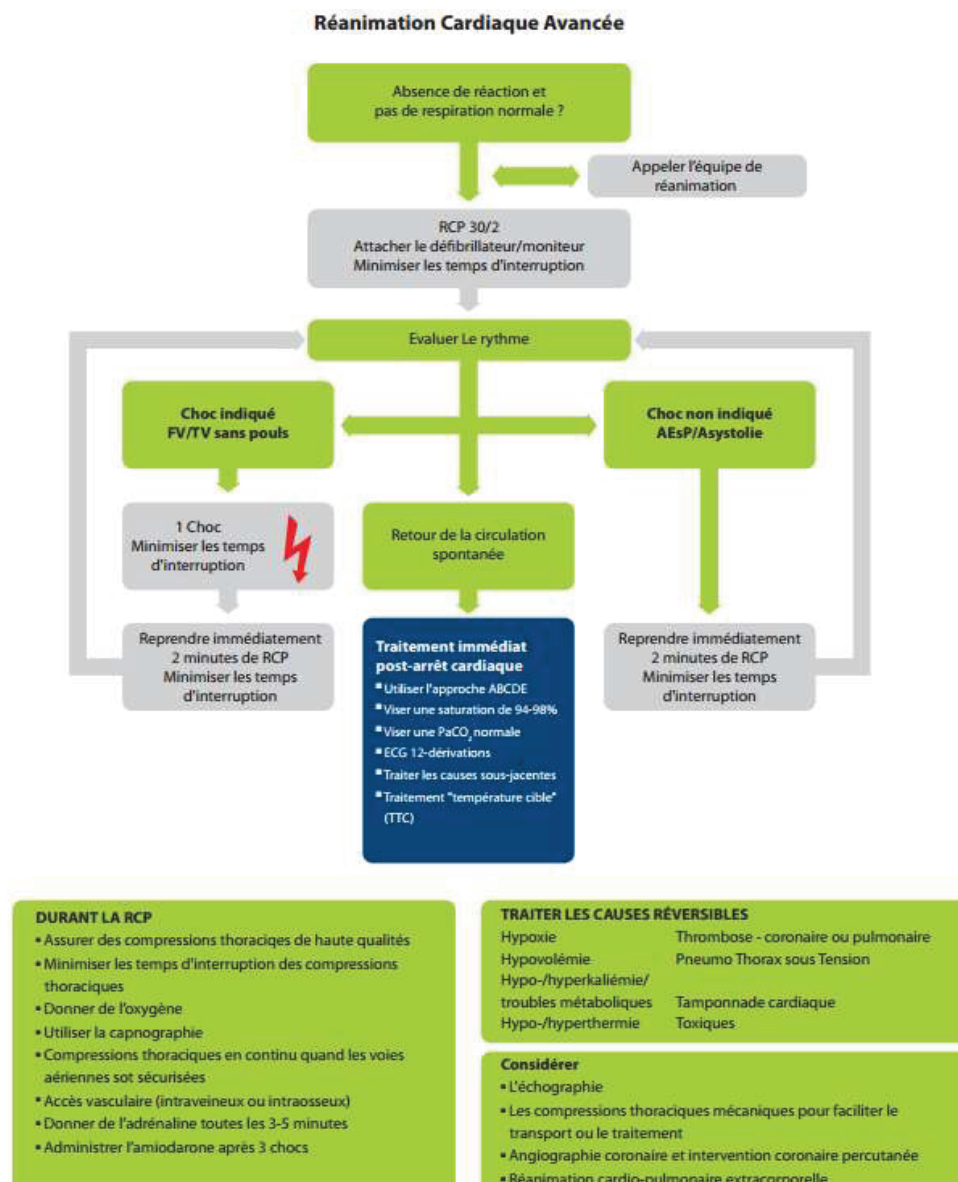 Réanimation Cardiaque Avancée
Absence de réaction et
pas de respiration normale ?
Appeler l'équipe de
réanimation
RCP 30/2
Attacher le défibrillateur/moniteur
Minimiser les temps d'interruption
Evaluer Le rythme
Choc indiqué
FV/TV sans pouls
Choc non indiqué
AEsP/Asystolie
1 Choc
Minimiser les temps
d'interruption
Retour de la circulation
spontanée
Reprendre immédiatement
2 minutes de RCP
Minimiser les temps
d'interruption
Traitement immédiat
post-arrêt cardiaque
▪ Utiliser l'approche ABCDE
▪ Viser une saturation de 94-98%
▪ Viser une PaCO₂ normale
▪ ECG 12-dérivations
▪ Traiter les causes sous-jacentes
▪ Traitement "température cible"
(TTC)
Reprendre immédiatement
2 minutes de RCP
Minimiser les temps
d'interruption
DURANT LA RCP
▪ Assurer des compressions thoraciqes de haute qualités
▪ Minimiser les temps d'interruption des compressions
thoraciques
▪ Donner de l'oxygène
▪ Utiliser la capnographie
▪ Compressions thoraciques en continu quand les voies
aériennes sot sécurisées
▪ Accès vasculaire (intraveineux ou intraosseux)
▪ Donner de l'adrénaline toutes les 3-5 minutes
▪ Administrer l'amiodarone après 3 chocs
TRAITER LES CAUSES RÉVERSIBLES
Hypoxie Thrombose - coronaire ou pulmonaire
Hypovolémie Pneumo Thorax sous Tension
Hypo-/hyperkaliémie/
troubles métaboliques Tamponnade cardiaque
Hypo-/hyperthermie Toxiques
Considérer
▪ L'échographie
▪ Les compressions thoraciques mécaniques pour faciliter le
transport ou le traitement
▪ Angiographie coronaire et intervention coronaire percutanée
▪ Réanimation cardio-pulmonaire extracorporelle